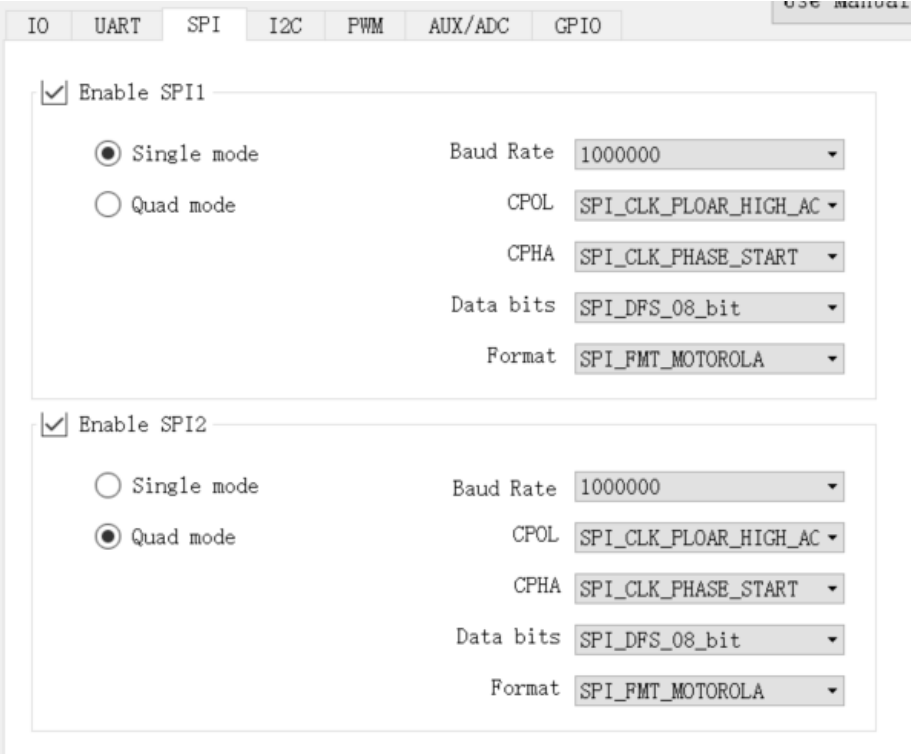 Use Manual
IO UART SPI I2C PWM AUX/ADC GPIO
Enable SPI1
Single mode Baud Rate 1000000
Quad mode CPOL SPI_CLK_PLOAR_HIGH_AC
CPHA SPI_CLK_PHASE_START
Data bits SPI_DFS_08_bit
Format SPI_FMT_MOTOROLA
Enable SPI2
Single mode Baud Rate 1000000
Quad mode CPOL SPI_CLK_PLOAR_HIGH_AC
CPHA SPI_CLK_PHASE_START
Data bits SPI_DFS_08_bit
Format SPI_FMT_MOTOROLA